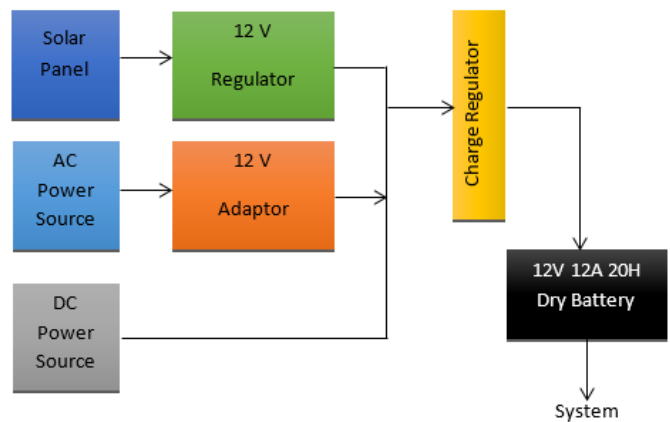 Solar
Panel
12 V
Regulator
Charge Regulator
AC
Power
Source
12 V
Adaptor
DC
Power
Source
12V 12A 20H
Dry Battery
System